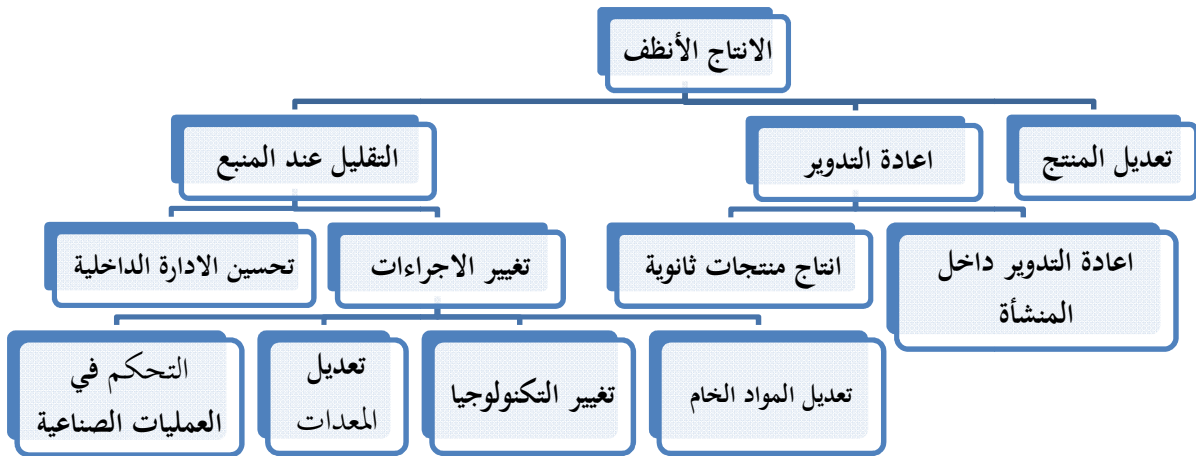 الانتاج الأنظف
تعديل المنتج
اعادة التدوير
التقليل عند المنبع
اعادة التدوير داخل
المنشأة
انتاج منتجات ثانوية
تغيير الاجراءات
تحسين الادارة الداخلية
تعديل المواد الخام
تغيير التكنولوجيا
تعديل
المعدات
التحكم في
العمليات الصناعية